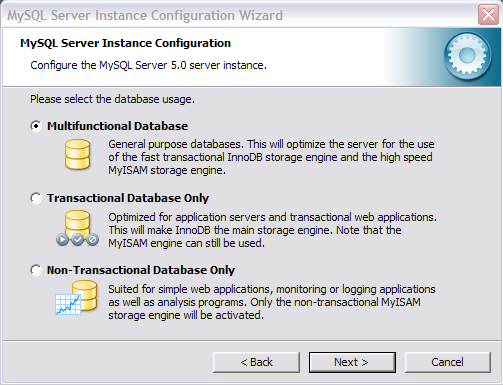 MySQL Server Instance Configuration Wizard
MySQL Server Instance Configuration
Configure the MySQL Server 5.0 server instance.
Please select the database usage.
Multifunctional Database
General purpose databases. This will optimize the server for the use
of the fast transactional InnoDB storage engine and the high speed
MyISAM storage engine.
Transactional Database Only
Optimized for application servers and transactional web applications.
This will make InnoDB the main storage engine. Note that the
MyISAM engine can still be used.
Non-Transactional Database Only
Suited for simple web applications, monitoring or logging applications
as well as analysis programs. Only the non-transactional MyISAM
storage engine will be activated.
< Back
Next >
Cancel